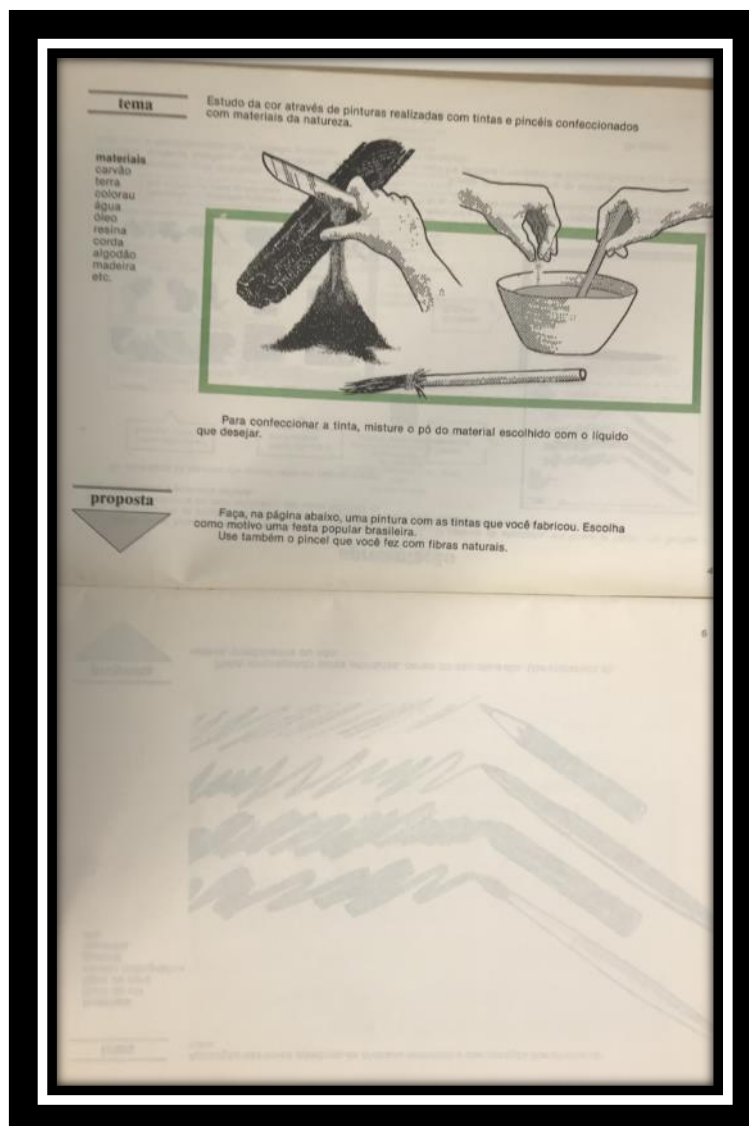 tema
Estudo da cor através de pinturas realizadas com tintas e pincéis confeccionados
com materiais da natureza.
materiais
carvão
terra
colorau
água
óleo
resina
corda
algodão
madeira
etc.
Para confeccionar a tinta, misture o pó do material escolhido com o líquido
que desejar.
proposta
Faça, na página abaixo, uma pintura com as tintas que você fabricou. Escolha
como motivo uma festa popular brasileira.
Use também o pincel que você fez com fibras naturais.